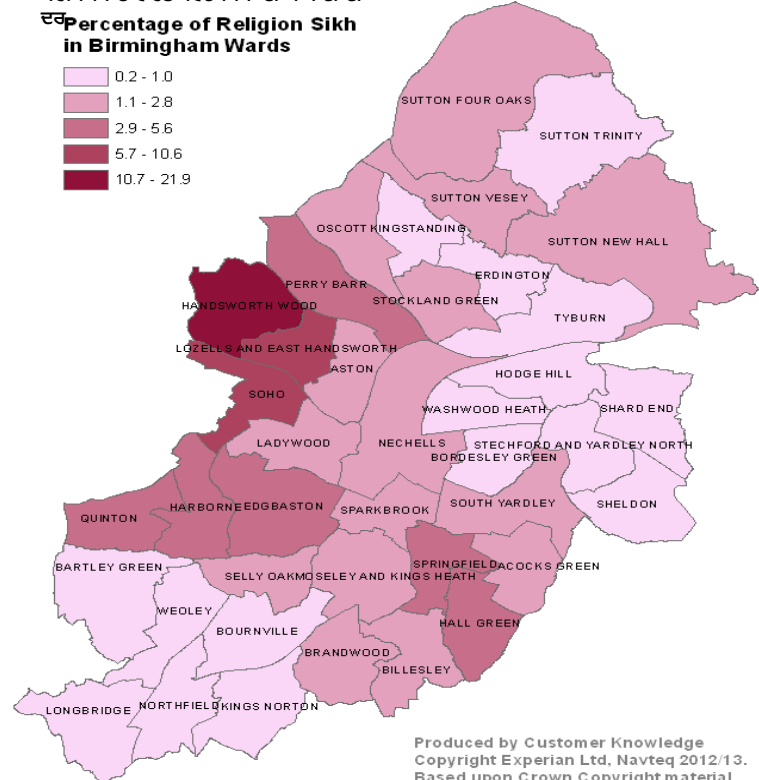 ਦਰ
Percentage of Religion Sikh
in Birmingham Wards
0.2 - 1.0
1.1 - 2.8
2.9 - 5.6
5.7 - 10.6
10.7 - 21.9
SUTTON FOUR OAKS
SUTTON TRINITY
SUTTON VESEY
OSCOTT
KINGSTANDING
SUTTON NEW HALL
ERDINGTON
PERRY BARR
STOCKLAND GREEN
HANDSWORTH WOOD
TYBURN
LOZELLS AND EAST HANDSWORTH
ASTON
HODGE HILL
SOHO
WASHWOOD HEATH
SHARD END
LADYWOOD
NECHELLS
STECHFORD AND YARDLEY NORTH
BORDESLEY GREEN
SOUTH YARDLEY
SHELDON
HARBORNE
EDGBASTON
SPARKBROOK
QUINTON
BARTLEY GREEN
SPRINGFIELD
ACOCKS GREEN
SELLY OAK
MOSELEY AND KINGS HEATH
WEOLEY
HALL GREEN
BOURNVILLE
BRANDWOOD
BILLESLEY
LONGBRIDGE
NORTHFIELD
KINGS NORTON
Produced by Customer Knowledge
Copyright Experian Ltd, Navteq 2012/13.
Based upon Crown Copyright material